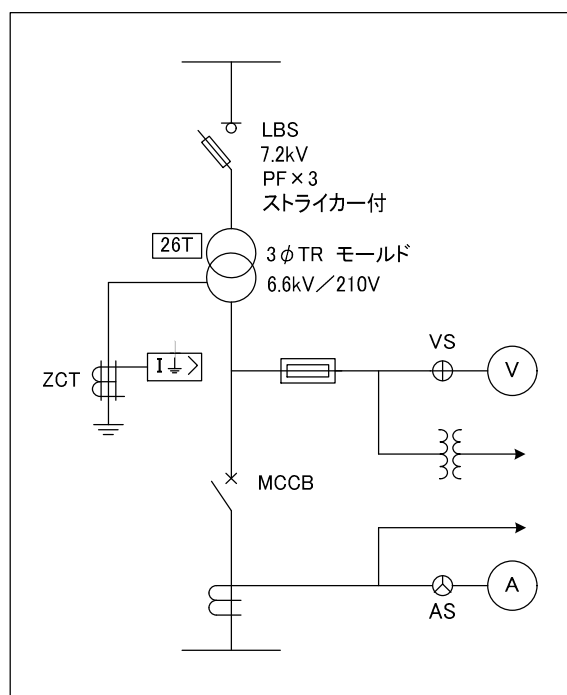 LBS
7.2kV
PF×3
ストライカー付
26T
3φTR モールド
6.6kV／210V
ZCT
I >
VS
V
MCCB
A
AS